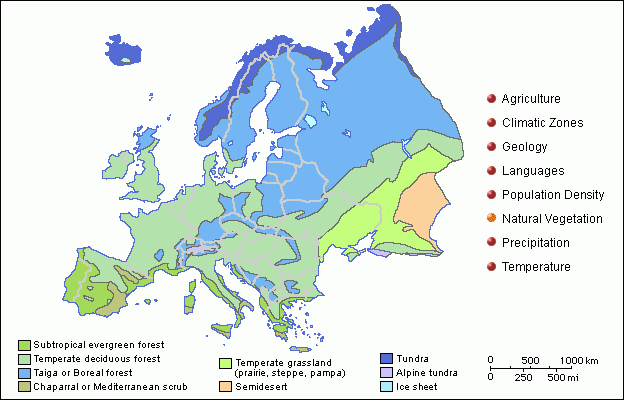 Agriculture
Climatic Zones
Geology
Languages
Population Density
Natural Vegetation
Precipitation
Temperature
Subtropical evergreen forest
Temperate deciduous forest
Taiga or Boreal forest
Chaparral or Mediterranean scrub
Temperate grassland
(prairie, steppe, pampa)
Semidesert
Tundra
Alpine tundra
Ice sheet
0 500 1000 km
0 250 500 mi